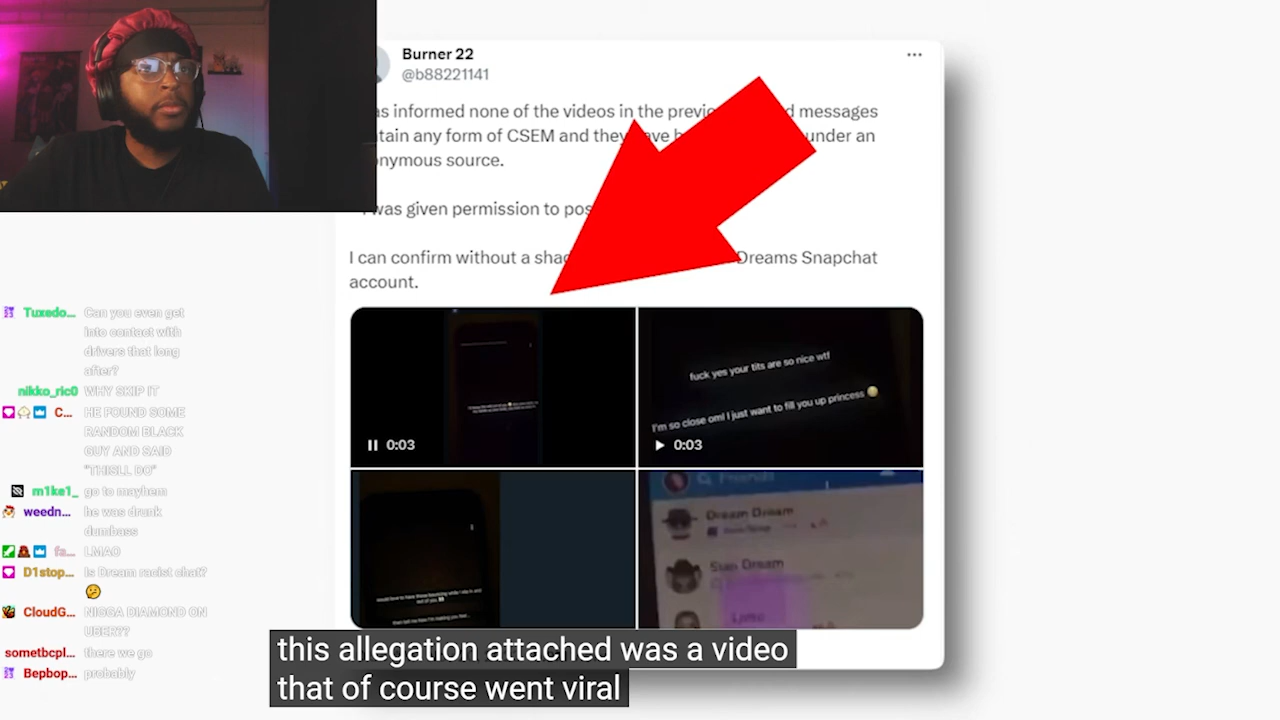 Burner 22
@b88221141
as informed none of the videos in the previ d messages
tain any form of CSEM and they ave b under an
nymous source.
was given permission to pos
I can confirm without a shad Dreams Snapchat
account.
0:03
fuck yes your tits are so nice wtf
I'm so close oml I just want to fill you up princess
0:03
Friends
Dream Dream
Dream
Tuxedo... Can you even get
into contact with
drivers that long
after?
nikko_ric0 WHY SKIP IT
C... HE FOUND SOME
RANDOM BLACK
GUY AND SAID
"THISLL DO"
m1ke1_ go to mayhem
weedn... he was drunk
dumbass
fa... LMAO
D1stop... Is Dream racist chat?
CloudG... NIGGA DIAMOND ON
UBER??
sometbcpl... there we go
Bepbop... probably
this allegation attached was a video
that of course went viral